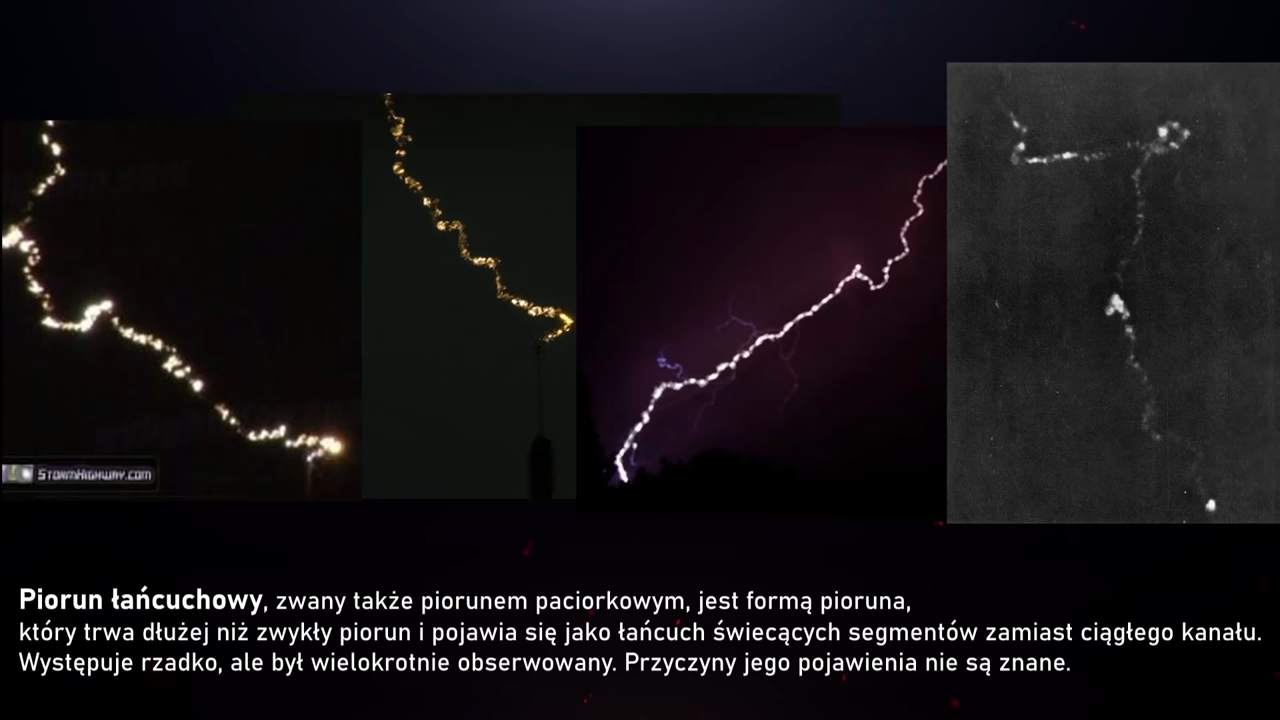 STORMHIGHWAY.COM
Piorun łańcuchowy, zwany także piorunem paciorkowym, jest formą pioruna,
który trwa dłużej niż zwykły piorun i pojawia się jako łańcuch świecących segmentów zamiast ciągłego kanału.
Występuje rzadko, ale był wielokrotnie obserwowany. Przyczyny jego pojawienia nie są znane.